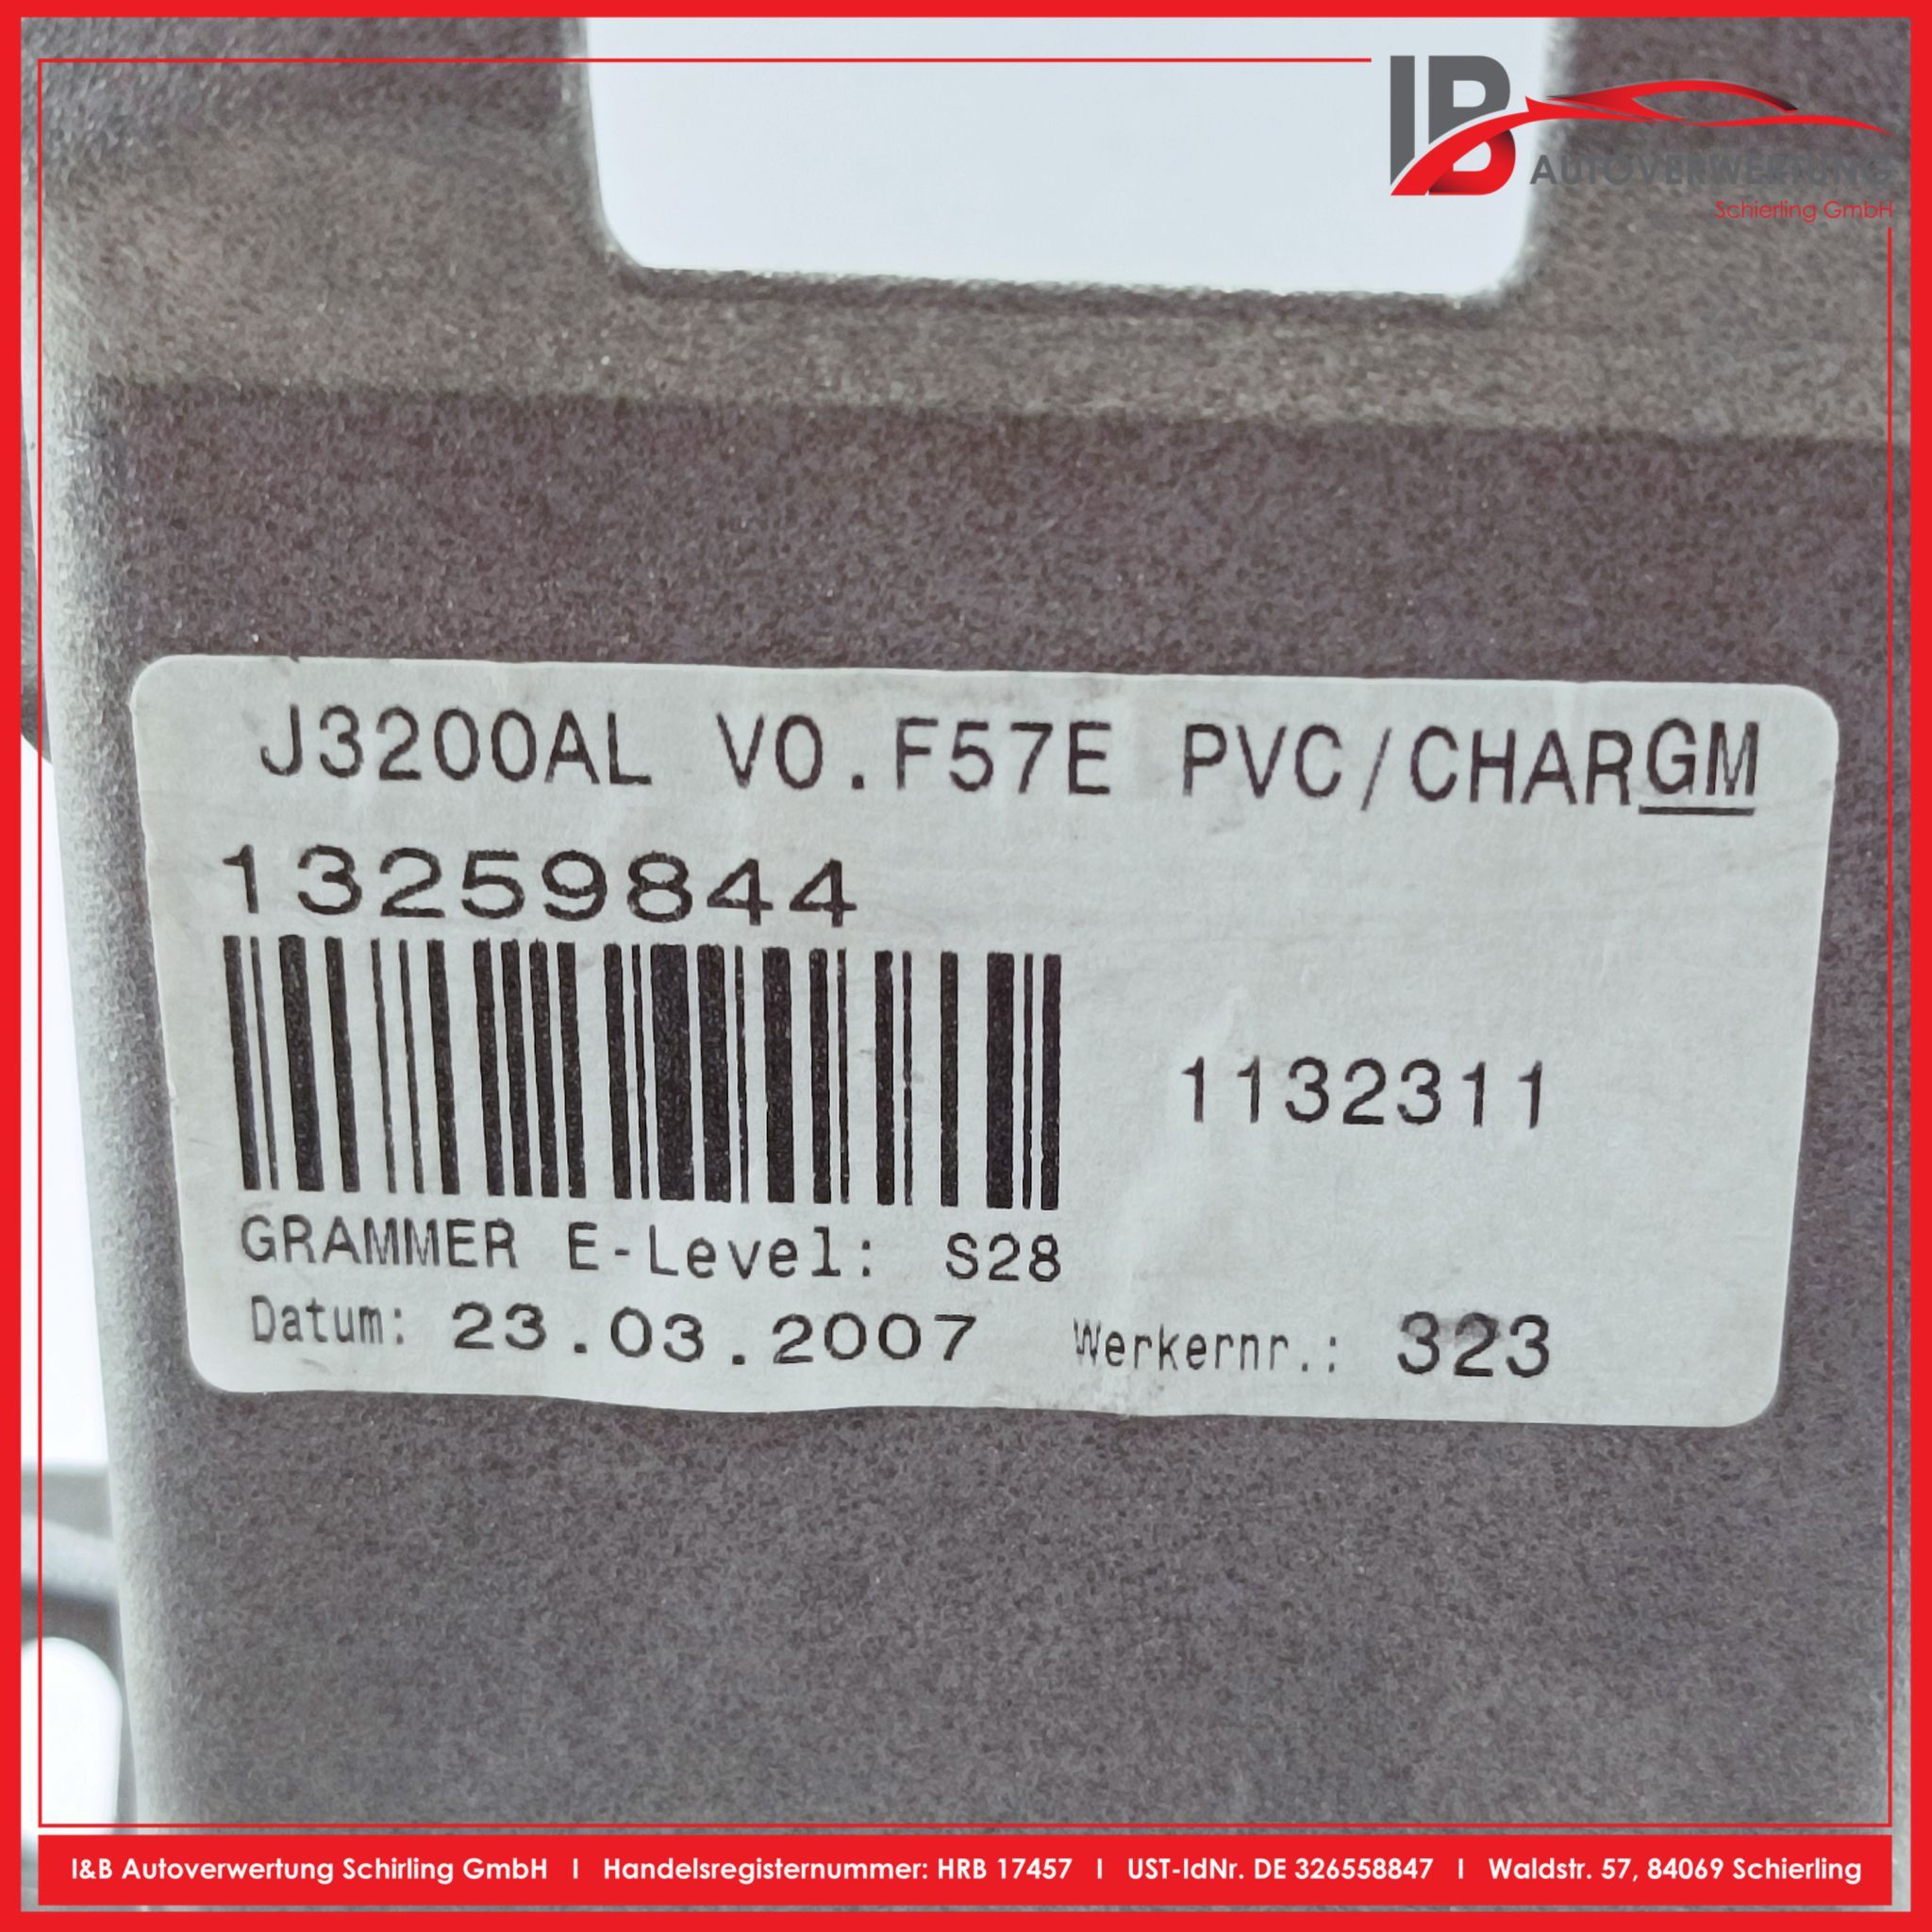 IB
AUTOVERWERTUNG
Schierling GmbH
J3200AL V0.F57E PVC/CHARGM
13259844
1132311
GRAMMER E-Level: S28
Datum: 23.03.2007 Werkernr.: 323
I&B Autoverwertung Schirling GmbH I Handelsregisternummer: HRB 17457 I UST-IdNr. DE 326558847 I Waldstr. 57, 84069 Schierling